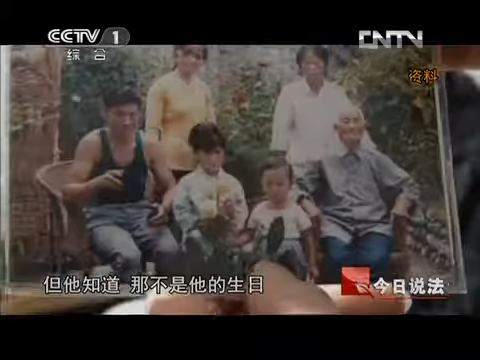 CCTV 1
综合
CNTV
资料
但他知道 那不是他的生日
今日说法